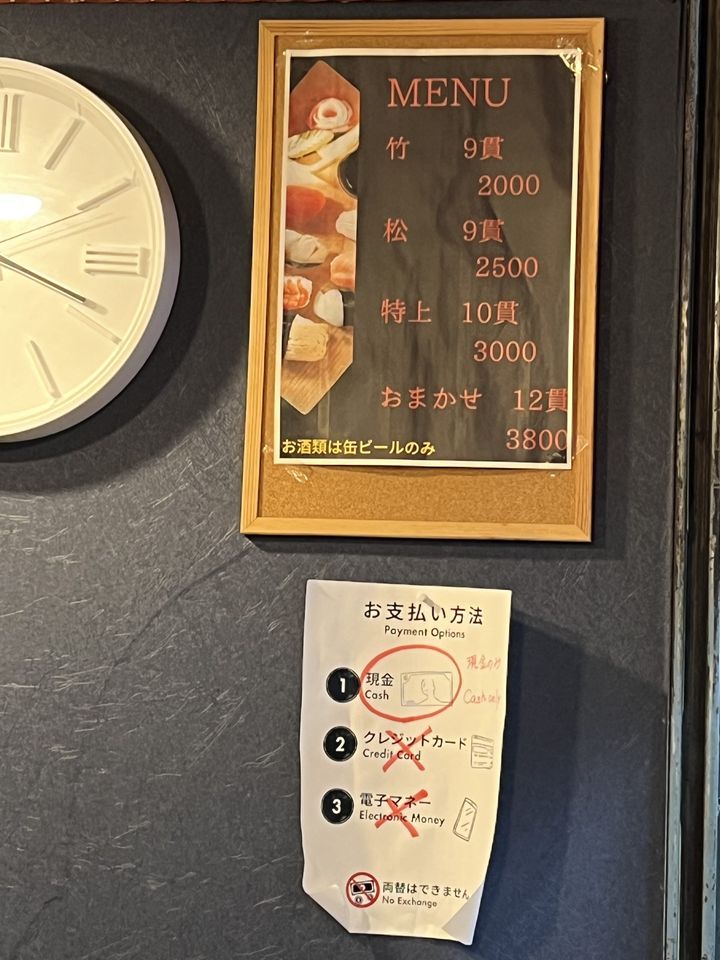 MENU
竹 9貫
2000
松 9貫
2500
特上 10貫
3000
おまかせ 12貫
3800
お酒類は缶ビールのみ
お支払い方法
Payment Options
1 現金
Cash
現金のみ
Cash only
2 クレジットカード
Credit Card
3 電子マネー
Electronic Money
両替はできません
No Exchange